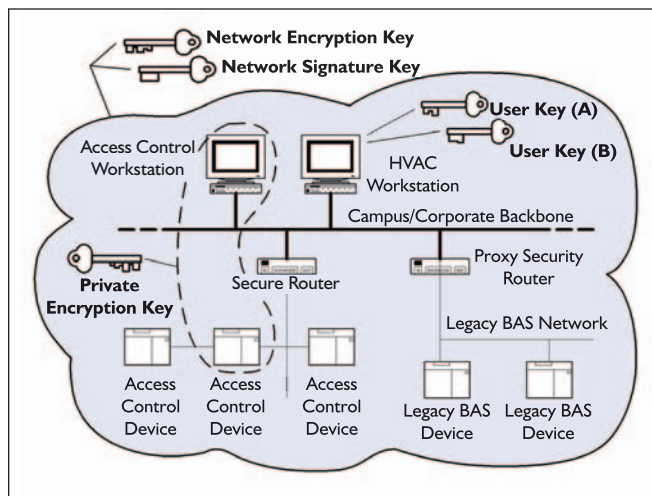 Network Encryption Key
Network Signature Key
User Key (A)
User Key (B)
Access Control
Workstation
HVAC
Workstation
Campus/Corporate Backbone
Private
Encryption Key
Secure Router
Proxy Security
Router
Legacy BAS Network
Access
Control
Device
Access
Control
Device
Access
Control
Device
Legacy BAS
Device
Legacy BAS
Device